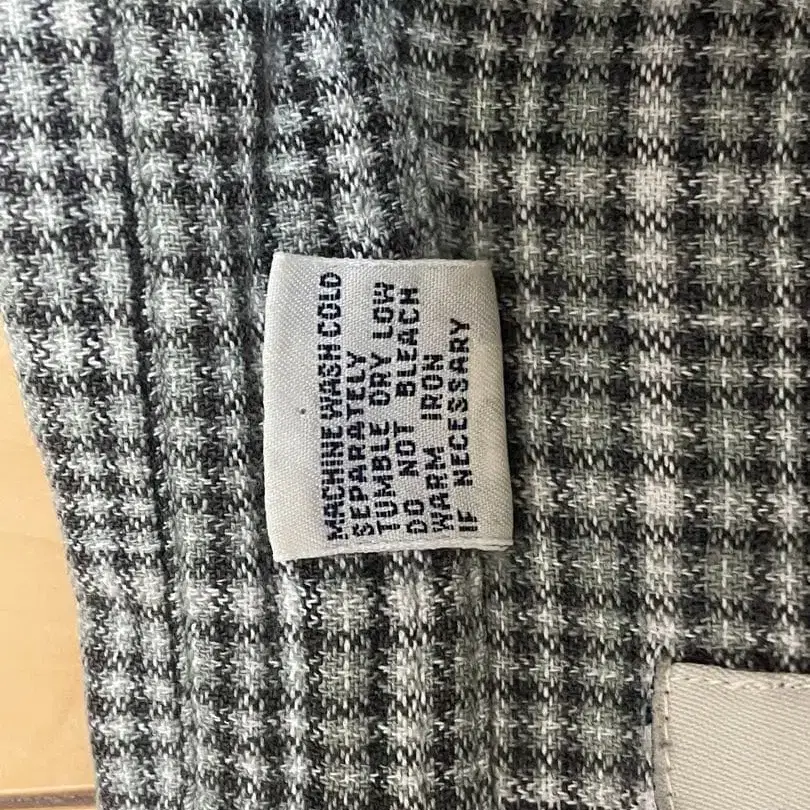 MACHINE WASH COLD
SEPARATELY
TUMBLE DRY LOW
DO NOT BLEACH
WARM IRON
IF NECESSARY